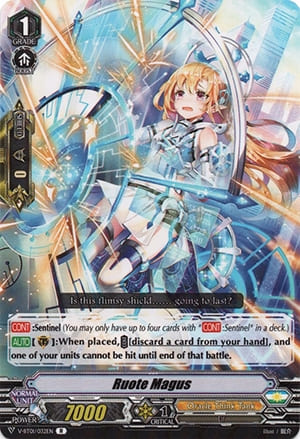 1
GRADE
BOOST
0
Is this flimsy shield...... going to last?
CONT :Sentinel (You may only have up to four cards with " CONT :Sentinel" in a deck.)
AUTO [ ]:When placed, [discard a card from your hand], and
one of your units cannot be hit until end of that battle.
Ruote Magus
NORMAL
UNIT
Oracle Think Tank
POWER
7000
1
CRITICAL
V-BT01/032EN R